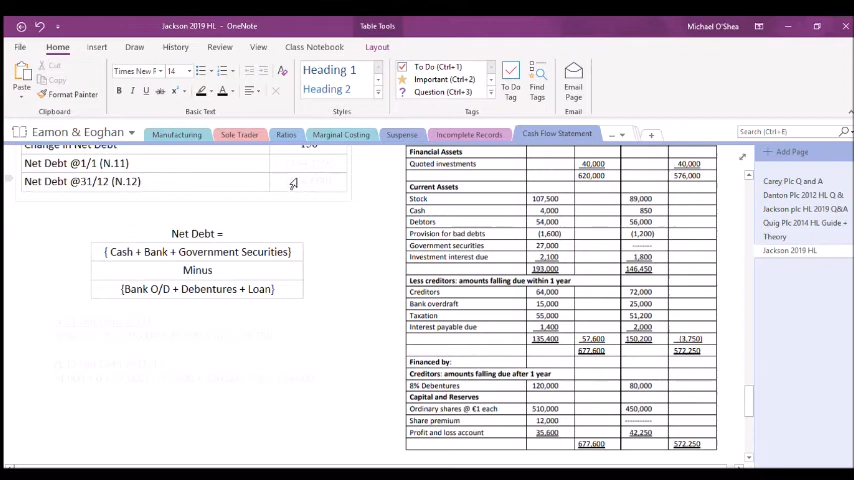 Jackson 2019 HL - OneNote
Table Tools
Michael O'Shea
File Home Insert Draw History Review View Class Notebook Layout
Paste
Cut
Copy
Format Painter
Clipboard
Times New R 14
B I U
Basic Text
Heading 1
Heading 2
Styles
To Do (Ctrl+1)
Important (Ctrl+2)
Question (Ctrl+3)
To Do Tag
Find Tags
Tags
Email Page
Email
Eamon & Eoghan
Manufacturing Sole Trader Ratios Marginal Costing Suspense Incomplete Records Cash Flow Statement
Search (Ctrl+E)
Add Page
Carey Plc Q and A
Danton Plc 2012 HL Q &
Jackson plc HL 2019 Q&A
Quig Plc 2014 HL Guide +
Theory
Jackson 2019 HL
Change in Net Debt
Net Debt @1/1 (N.11)
Net Debt @31/12 (N.12)
Net Debt =
{ Cash + Bank + Government Securities}
Minus
{Bank O/D + Debentures + Loan}
Financial Assets
Quoted investments 40,000 40,000
620,000 576,000
Current Assets
Stock 107,500 89,000
Cash 4,000 850
Debtors 54,000 56,000
Provision for bad debts (1,600) (1,200)
Government securities 27,000 --------
Investment interest due 2,100 1,800
193,000 146,450
Less creditors: amounts falling due within 1 year
Creditors 64,000 72,000
Bank overdraft 15,000 25,000
Taxation 55,000 51,200
Interest payable due 1,400 2,000
135,400 57,600 150,200 (3,750)
677,600 572,250
Financed by:
Creditors: amounts falling due after 1 year
8% Debentures 120,000 80,000
Capital and Reserves
Ordinary shares @ €1 each 510,000 450,000
Share premium 12,000 ---------
Profit and loss account 35,600 42,250
677,600 572,250